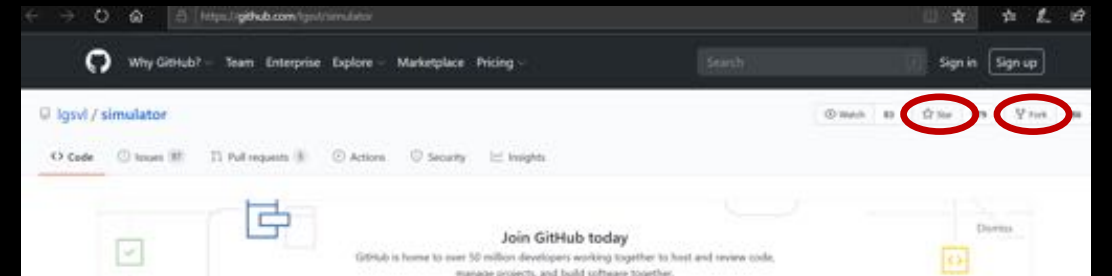 https://github.com/lgsvl/simulator
Why GitHub? Team Enterprise Explore Marketplace Pricing Search Sign in Sign up
lgsvl / simulator Watch Star Fork
Code Issues Pull requests Actions Security Insights
Join GitHub today
Dismiss
GitHub is home to over 50 million developers working together to host and review code,
manage projects, and build software together.